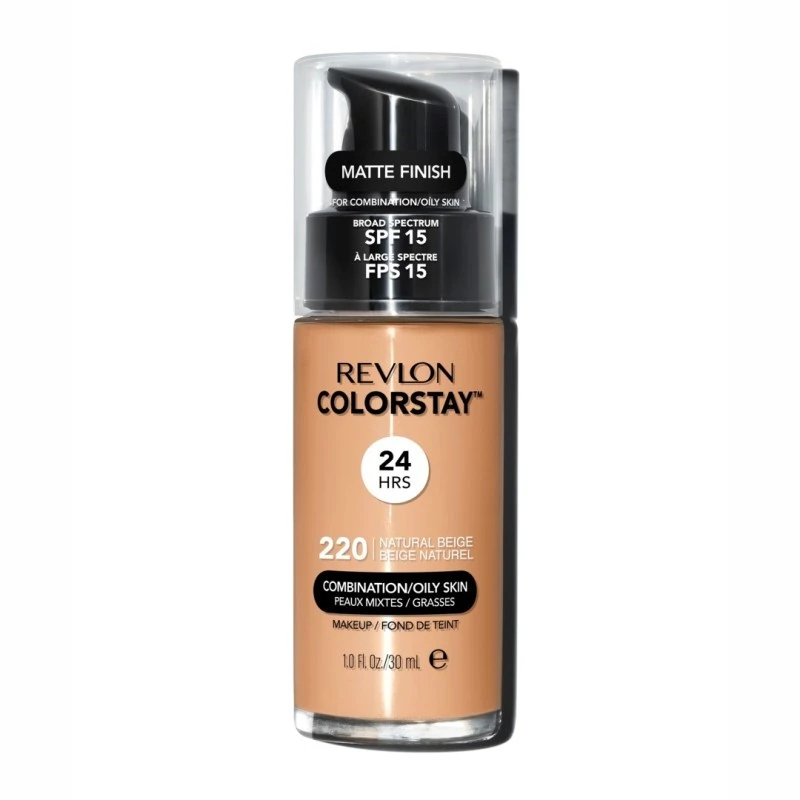 MATTE FINISH
FOR COMBINATION/OILY SKIN
BROAD SPECTRUM
SPF 15
À LARGE SPECTRE
FPS 15
REVLON
COLORSTAY™
24
HRS
220 | NATURAL BEIGE
BEIGE NATUREL
COMBINATION/OILY SKIN
PEAUX MIXTES / GRASSES
MAKEUP / FOND DE TEINT
1.0 Fl. Oz./30 mL ℮